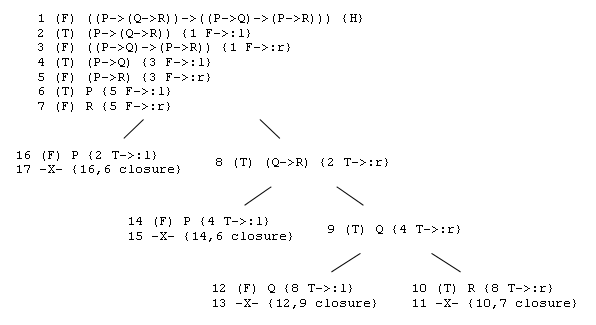 1 (F) ((P->(Q->R))->((P->Q)->(P->R))) {H}
2 (T) (P->(Q->R)) {1 F->:l}
3 (F) ((P->Q)->(P->R)) {1 F->:r}
4 (T) (P->Q) {3 F->:l}
5 (F) (P->R) {3 F->:r}
6 (T) P {5 F->:l}
7 (F) R {5 F->:r}
16 (F) P {2 T->:l}
17 -X- {16,6 closure}
8 (T) (Q->R) {2 T->:r}
14 (F) P {4 T->:l}
15 -X- {14,6 closure}
9 (T) Q {4 T->:r}
12 (F) Q {8 T->:l}
13 -X- {12,9 closure}
10 (T) R {8 T->:r}
11 -X- {10,7 closure}